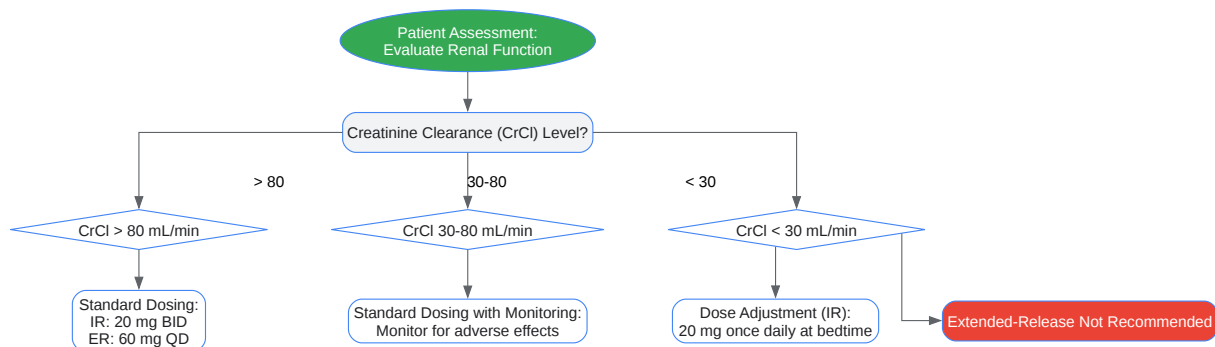 Patient Assessment:
Evaluate Renal Function
Creatinine Clearance (CrCl) Level?
> 80
30-80
< 30
CrCl > 80 mL/min
CrCl 30-80 mL/min
CrCl < 30 mL/min
Standard Dosing:
IR: 20 mg BID
ER: 60 mg QD
Standard Dosing with Monitoring:
Monitor for adverse effects
Dose Adjustment (IR):
20 mg once daily at bedtime
Extended-Release Not Recommended